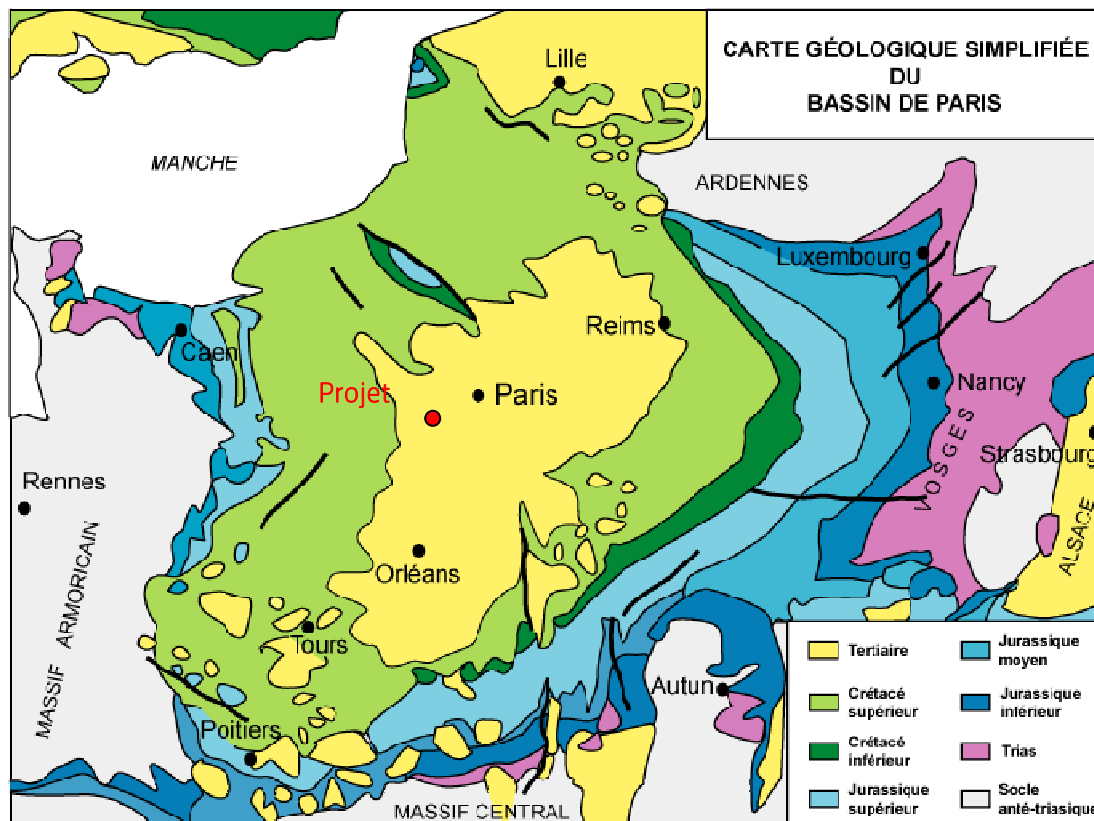 CARTE GÉOLOGIQUE SIMPLIFIÉE
DU
BASSIN DE PARIS
Lille
MANCHE
ARDENNES
Luxembourg
Reims
Caen
Projet
Paris
Nancy
VOSGES
Strasbourg
Rennes
ALSACE
MASSIF ARMORICAIN
Orléans
Tours
Autun
Poitiers
MASSIF CENTRAL
Tertiaire
Crétacé
supérieur
Crétacé
inférieur
Jurassique
supérieur
Jurassique
moyen
Jurassique
inférieur
Trias
Socle
anté-triasique